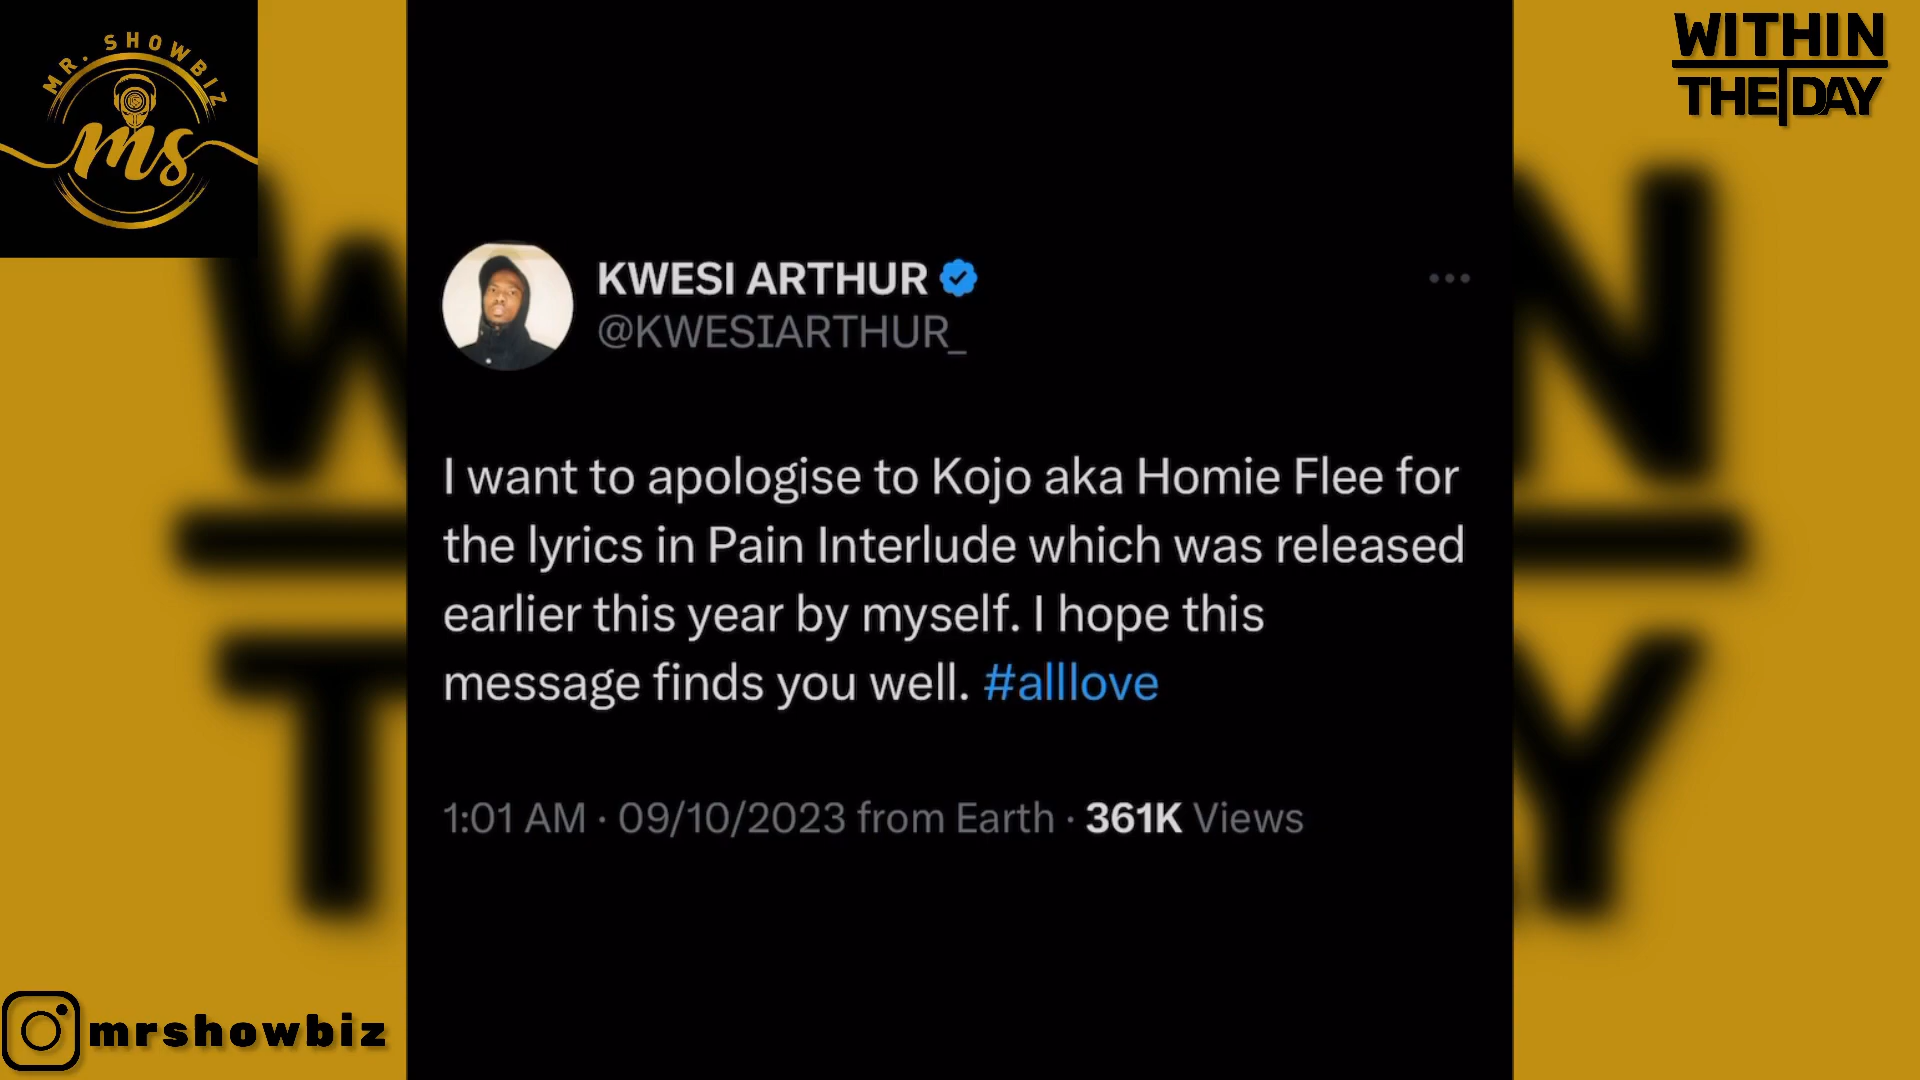 MR. SHOWBIZ
ms
WITHIN
THE DAY
KWESI ARTHUR
@KWESIARTHUR_
I want to apologise to Kojo aka Homie Flee for
the lyrics in Pain Interlude which was released
earlier this year by myself. I hope this
message finds you well. #alllove
1:01 AM · 09/10/2023 from Earth · 361K Views
mrshowbiz